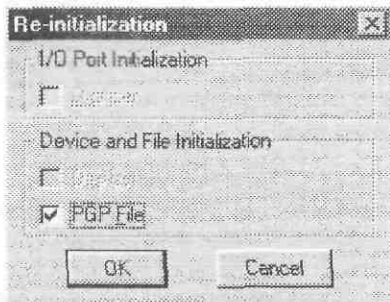 Re-initialization
I/O Port Initialization
Device and File Initialization
PGP File
OK
Cancel